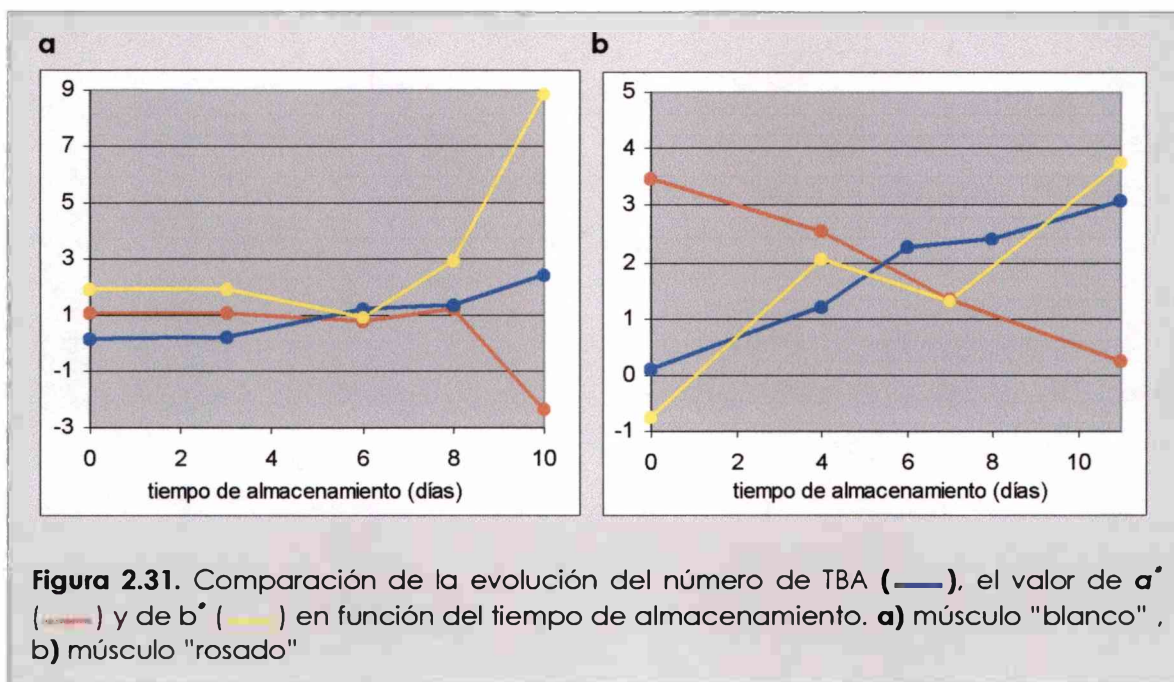 a
9
7
5
3
1
-1
-3
0 2 4 6 8 10
tiempo de almacenamiento (días)
b
5
4
3
2
1
0
-1
0 2 4 6 8 10
tiempo de almacenamiento (días)
Figura 2.31. Comparación de la evolución del número de TBA (), el valor de a*
() y de b* () en función del tiempo de almacenamiento. a) músculo "blanco" ,
b) músculo "rosado"